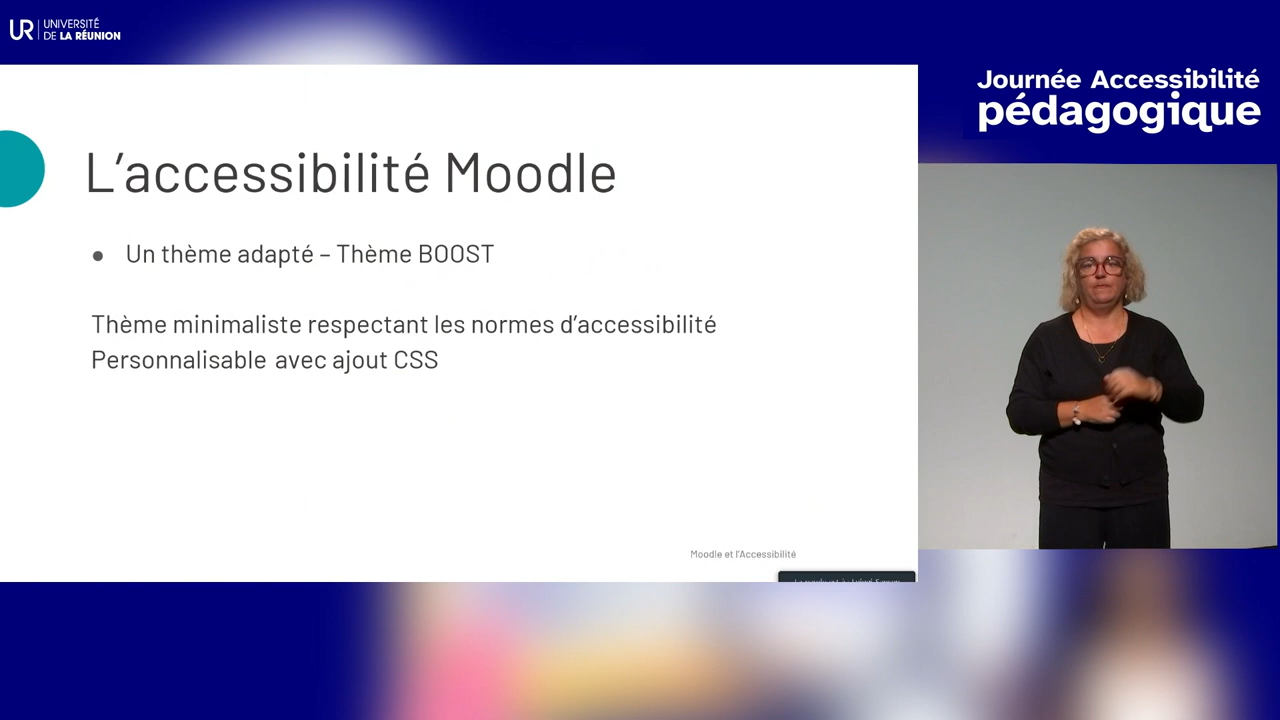 UNIVERSITÉ
DE LA RÉUNION
Journée Accessibilité
pédagogique
L’accessibilité Moodle
● Un thème adapté – Thème BOOST
Thème minimaliste respectant les normes d’accessibilité
Personnalisable avec ajout CSS
Moodle et l'Accessibilité